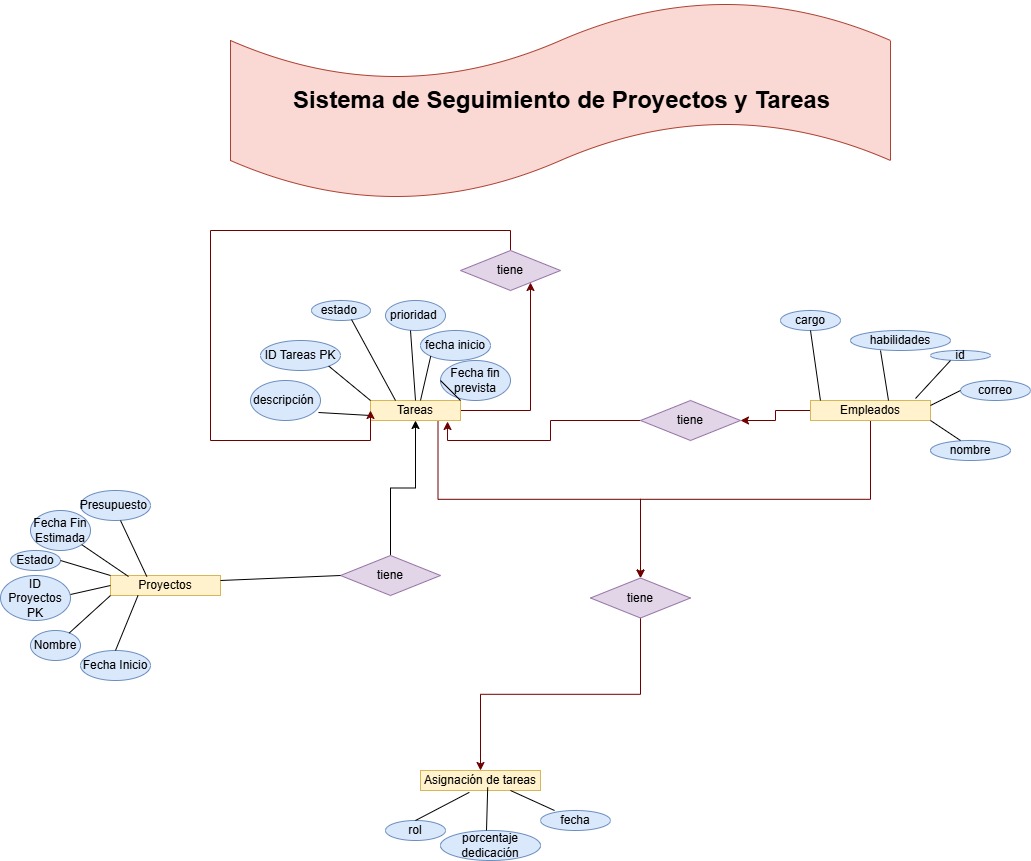 Sistema de Seguimiento de Proyectos y Tareas
tiene
estado
prioridad
cargo
fecha inicio
habilidades
ID Tareas PK
id
Fecha fin
prevista
correo
descripción
Tareas
tiene
Empleados
nombre
Presupuesto
Fecha Fin
Estimada
Estado
tiene
Proyectos
ID
Proyectos
PK
tiene
Nombre
Fecha Inicio
Asignación de tareas
rol
fecha
porcentaje
dedicación